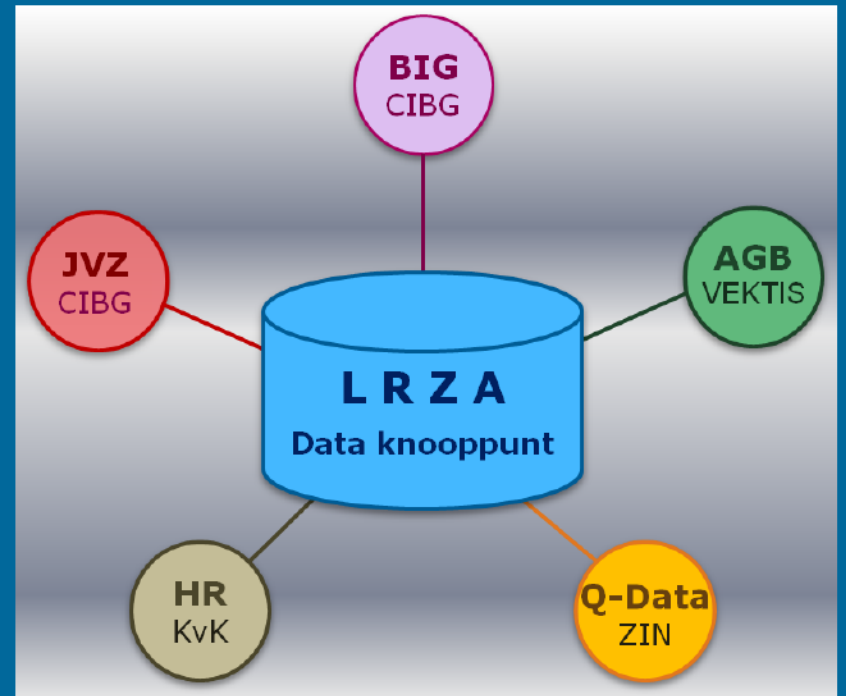 BIG
CIBG
JVZ
CIBG
AGB
VEKTIS
L R Z A
Data knooppunt
HR
KvK
Q-Data
ZIN